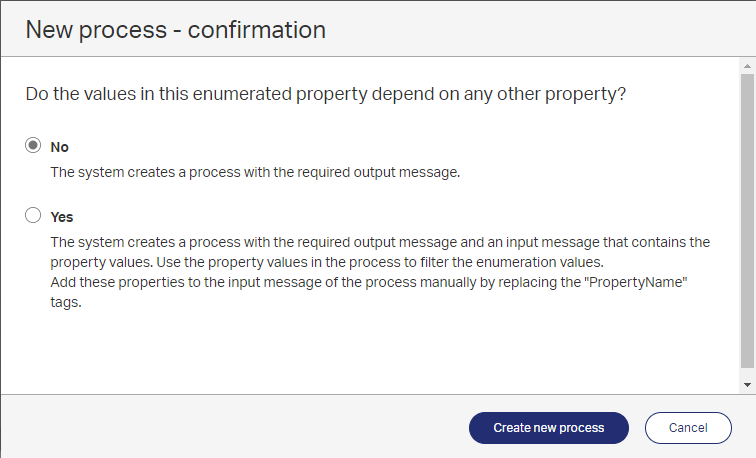 New process - confirmation
Do the values in this enumerated property depend on any other property?
No
The system creates a process with the required output message.
Yes
The system creates a process with the required output message and an input message that contains the
property values. Use the property values in the process to filter the enumeration values.
Add these properties to the input message of the process manually by replacing the "PropertyName"
tags.
Create new process
Cancel